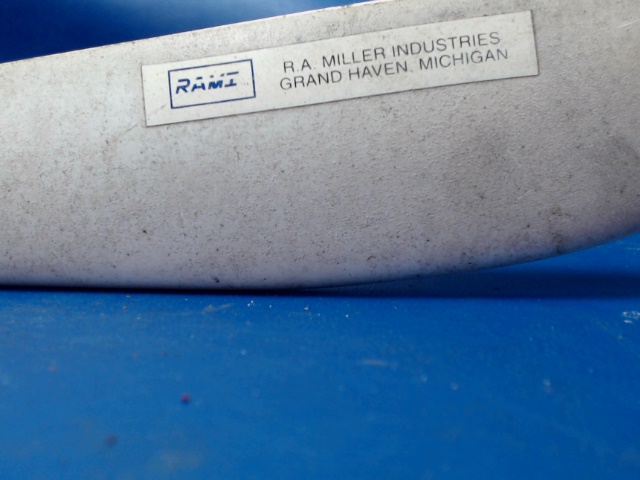 RAMI
R.A. MILLER INDUSTRIES
GRAND HAVEN, MICHIGAN